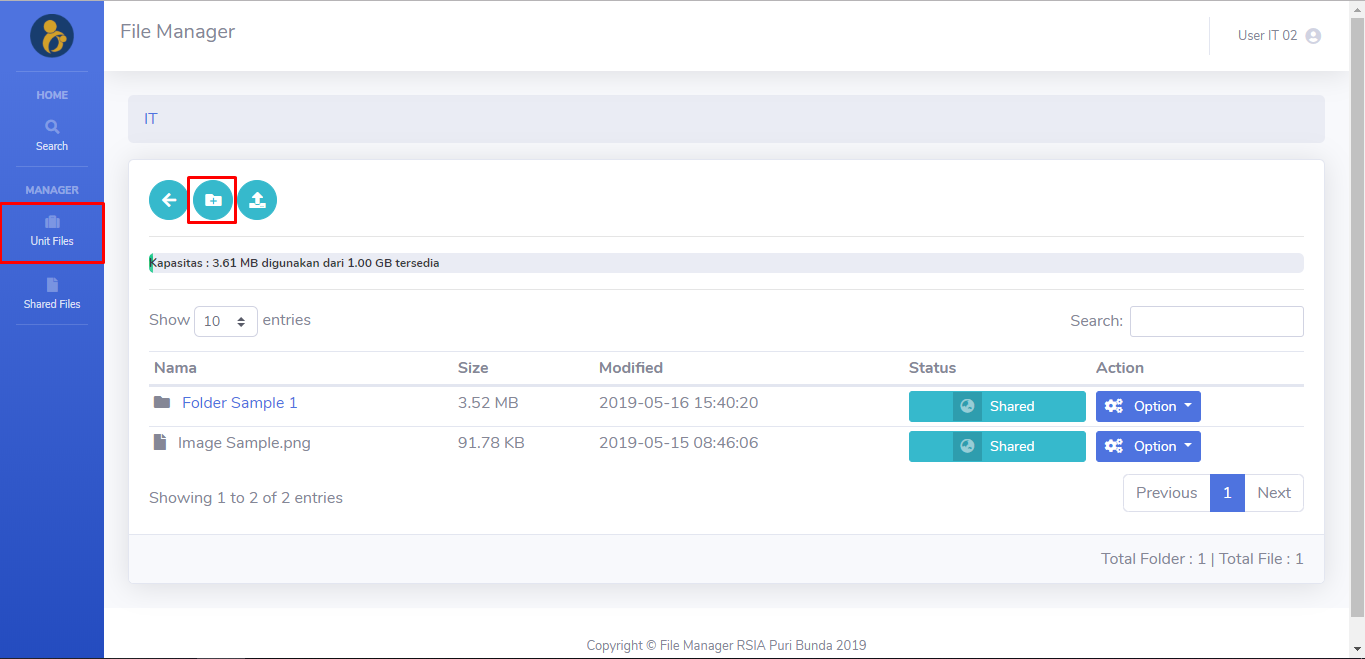 File Manager
User IT 02
HOME
Search
MANAGER
Unit Files
Shared Files
IT
Kapasitas : 3.61 MB digunakan dari 1.00 GB tersedia
Show 10 entries
Search:
Nama Size Modified Status Action
Folder Sample 1 3.52 MB 2019-05-16 15:40:20 Shared Option
Image Sample.png 91.78 KB 2019-05-15 08:46:06 Shared Option
Showing 1 to 2 of 2 entries
Previous 1 Next
Total Folder : 1 | Total File : 1
Copyright © File Manager RSIA Puri Bunda 2019